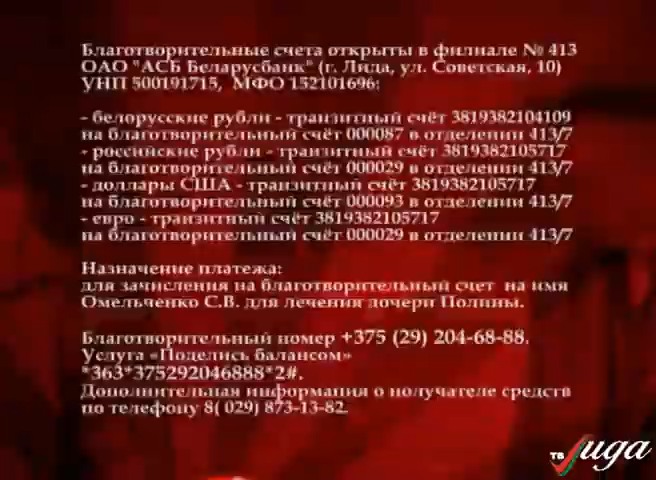 Благотворительные счета открыты в филиале № 413
ОАО "АСБ Беларусбанк" (г. Лида, ул. Советская, 10)
УНП 500191715, МФО 152101696:
- белорусские рубли - транзитный счёт 3819382104109
на благотворительный счёт 000087 в отделении 413/7
- российские рубли - транзитный счёт 3819382105717
на благотворительный счёт 000029 в отделении 413/7
- доллары США - транзитный счёт 3819382105717
на благотворительный счёт 000093 в отделении 413/7
- евро - транзитный счёт 3819382105717
на благотворительный счёт 000029 в отделении 413/7
Назначение платежа:
для зачисления на благотворительный счет на имя
Омельченко С.В. для лечения дочери Полины.
Благотворительный номер +375 (29) 204-68-88.
Услуга «Поделись балансом»
*363*375292046888*2#.
Дополнительная информация о получателе средств
по телефону 8( 029) 873-13-82.
ТВ Лида